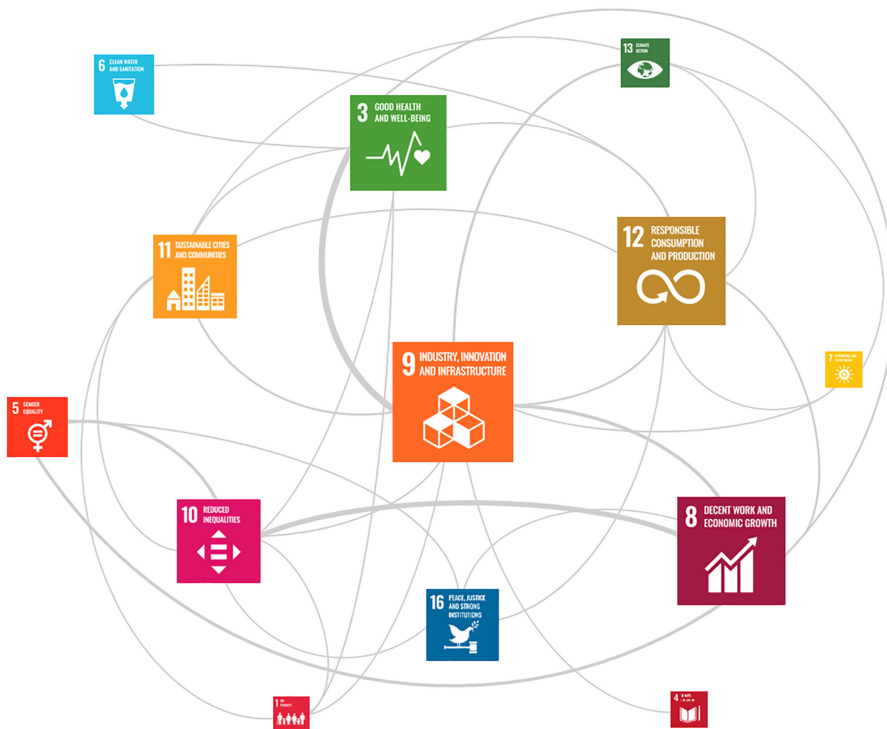 6 CLEAN WATER
AND SANITATION
13 CLIMATE
ACTION
3 GOOD HEALTH
AND WELL-BEING
11 SUSTAINABLE CITIES
AND COMMUNITIES
12 RESPONSIBLE
CONSUMPTION
AND PRODUCTION
9 INDUSTRY, INNOVATION
AND INFRASTRUCTURE
7
5 GENDER
EQUALITY
10 REDUCED
INEQUALITIES
8 DECENT WORK AND
ECONOMIC GROWTH
16 PEACE, JUSTICE
AND STRONG
INSTITUTIONS
1 NO
POVERTY
4